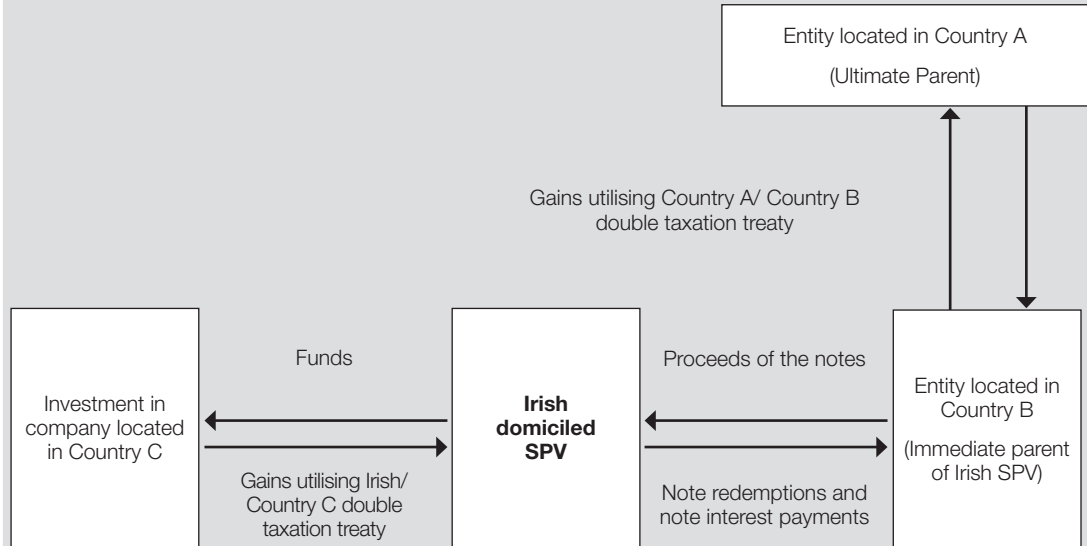 Entity located in Country A
(Ultimate Parent)
Gains utilising Country A/ Country B
double taxation treaty
Investment in
company located
in Country C
Funds
Gains utilising Irish/
Country C double
taxation treaty
Irish
domiciled
SPV
Proceeds of the notes
Note redemptions and
note interest payments
Entity located in
Country B
(Immediate parent
of Irish SPV)